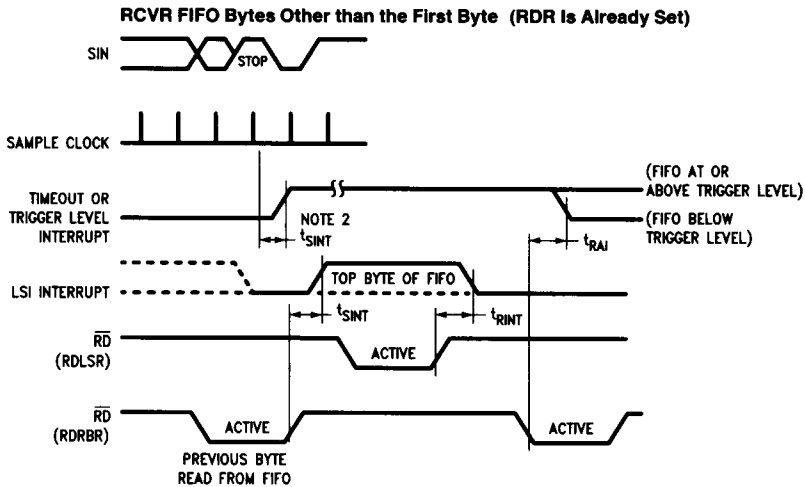 RCVR FIFO Bytes Other than the First Byte (RDR Is Already Set)
SIN
STOP
SAMPLE CLOCK
TIMEOUT OR
TRIGGER LEVEL
INTERRUPT
NOTE 2
tSINT
(FIFO AT OR
ABOVE TRIGGER LEVEL)
(FIFO BELOW
TRIGGER LEVEL)
tRAI
LSI INTERRUPT
TOP BYTE OF FIFO
tSINT
tRINT
RD
(RDLSR)
ACTIVE
RD
(RDRBR)
ACTIVE
ACTIVE
PREVIOUS BYTE
READ FROM FIFO